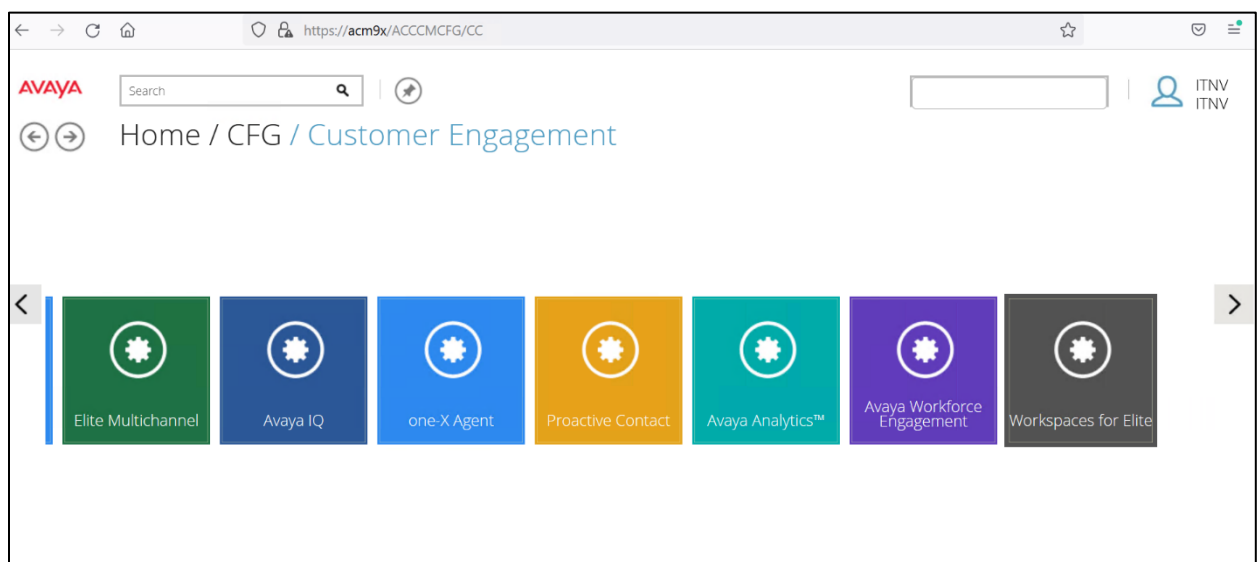 https://acm9x/ACCCMCFG/CC
AVAYA
Search
ITNV
ITNV
Home / CFG / Customer Engagement
Elite Multichannel
Avaya IQ
one-X Agent
Proactive Contact
Avaya Analytics™
Avaya Workforce
Engagement
Workspaces for Elite